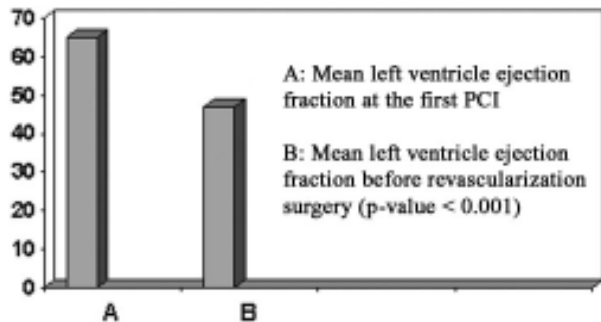 70
60
50
40
30
20
10
0
A
B
A: Mean left ventricle ejection
fraction at the first PCI
B: Mean left ventricle ejection
fraction before revascularization
surgery (p-value < 0.001)